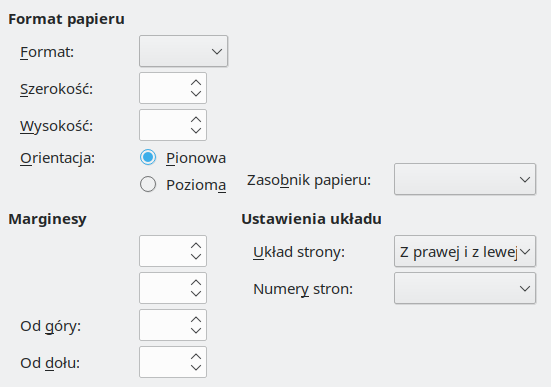 Format papieru
Format:
Szerokość:
Wysokość:
Orientacja:
Pionowa
Pozioma
Zasobnik papieru:
Marginesy
Ustawienia układu
Układ strony:
Z prawej i z lewej
Numery stron:
Od góry:
Od dołu: